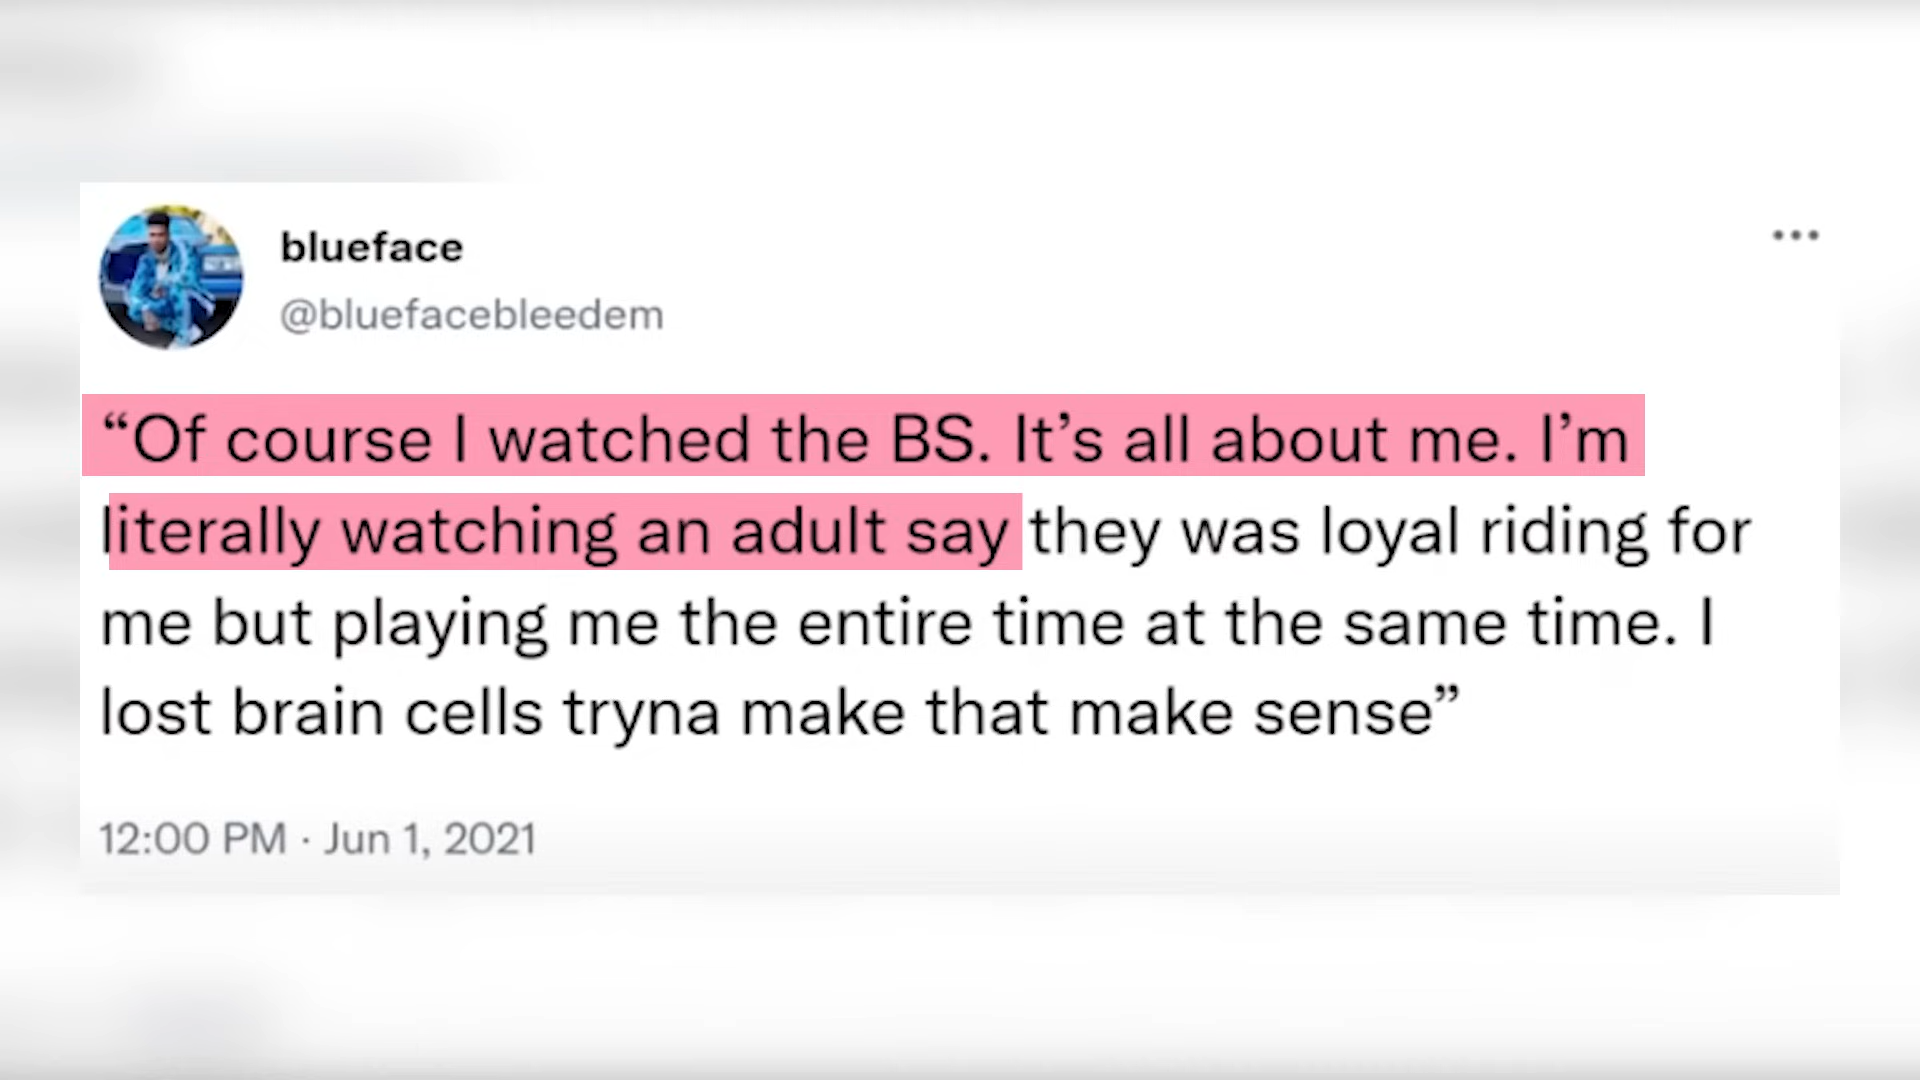 blueface
@bluefacebleedem
“Of course I watched the BS. It’s all about me. I’m
literally watching an adult say they was loyal riding for
me but playing me the entire time at the same time. I
lost brain cells tryna make that make sense”
12:00 PM · Jun 1, 2021